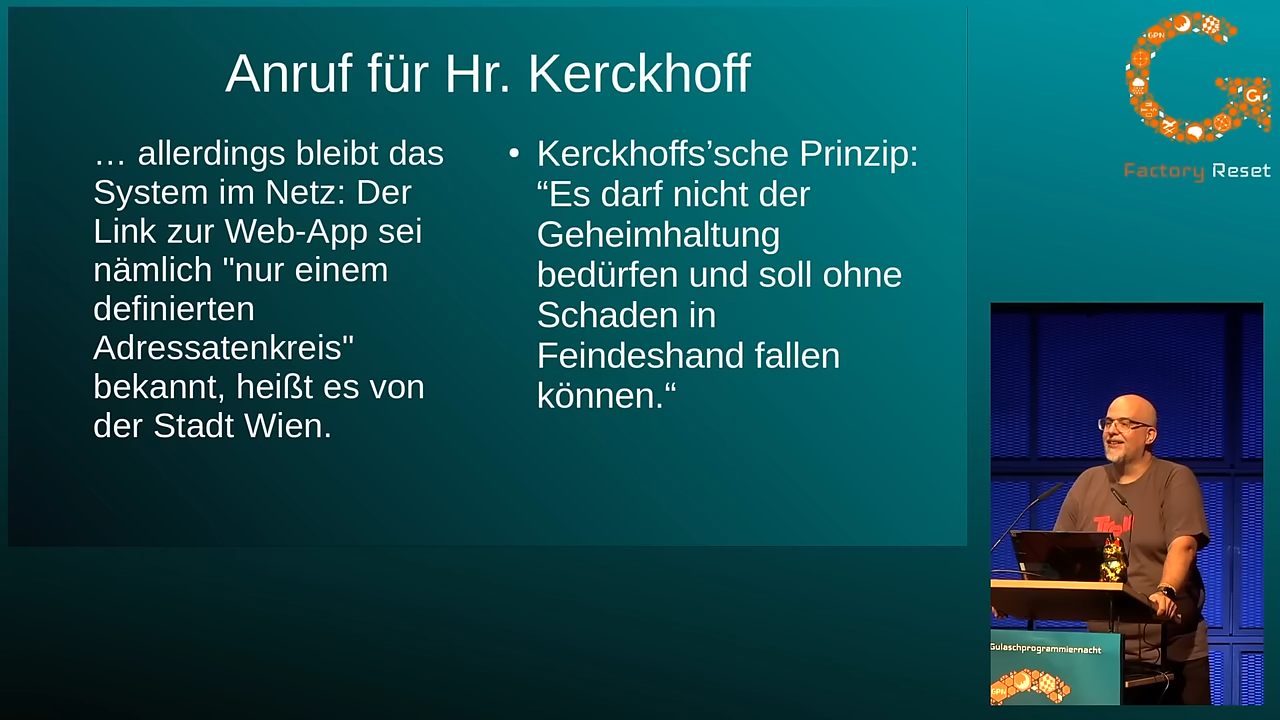 Anruf für Hr. Kerckhoff
… allerdings bleibt das
System im Netz: Der
Link zur Web-App sei
nämlich "nur einem
definierten
Adressatenkreis"
bekannt, heißt es von
der Stadt Wien.
• Kerckhoffs’sche Prinzip:
“Es darf nicht der
Geheimhaltung
bedürfen und soll ohne
Schaden in
Feindeshand fallen
können.“
GPN
G
Factory Reset
Gulaschprogrammiernacht
GPN